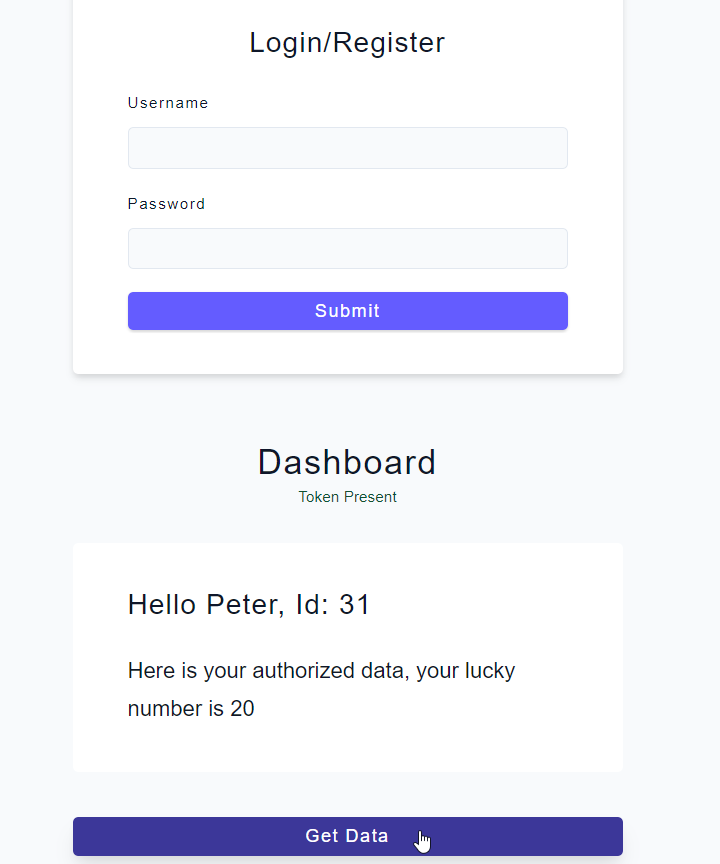 Login/Register
Username
Password
Submit
Dashboard
Token Present
Hello Peter, Id: 31
Here is your authorized data, your lucky
number is 20
Get Data